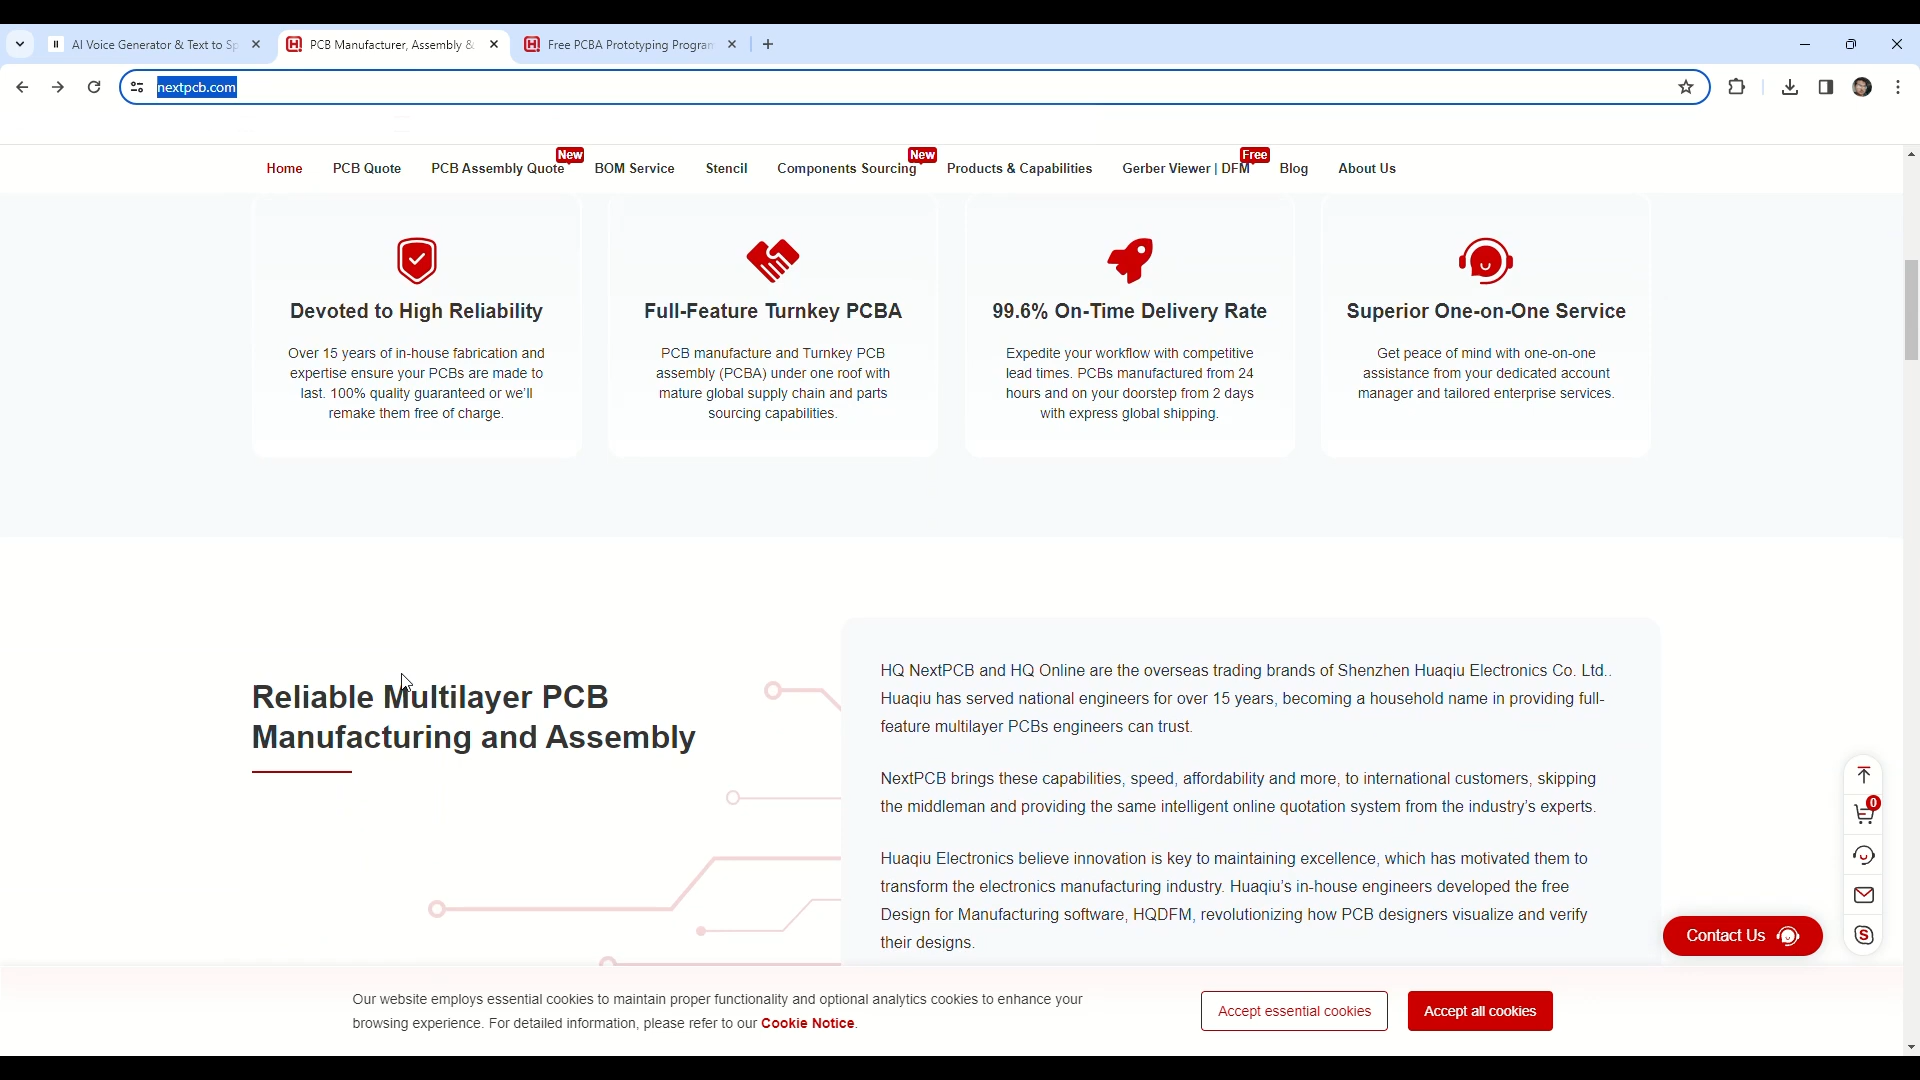 AI Voice Generator & Text to Sp
PCB Manufacturer, Assembly &
Free PCBA Prototyping Program
nextpcb.com
Home
PCB Quote
PCB Assembly Quote
New
BOM Service
Stencil
Components Sourcing
New
Products & Capabilities
Gerber Viewer | DFM
Free
Blog
About Us
Devoted to High Reliability
Over 15 years of in-house fabrication and
expertise ensure your PCBs are made to
last. 100% quality guaranteed or we'll
remake them free of charge.
Full-Feature Turnkey PCBA
PCB manufacture and Turnkey PCB
assembly (PCBA) under one roof with
mature global supply chain and parts
sourcing capabilities.
99.6% On-Time Delivery Rate
Expedite your workflow with competitive
lead times. PCBs manufactured from 24
hours and on your doorstep from 2 days
with express global shipping.
Superior One-on-One Service
Get peace of mind with one-on-one
assistance from your dedicated account
manager and tailored enterprise services.
Reliable Multilayer PCB
Manufacturing and Assembly
HQ NextPCB and HQ Online are the overseas trading brands of Shenzhen Huaqiu Electronics Co. Ltd..
Huaqiu has served national engineers for over 15 years, becoming a household name in providing full-
feature multilayer PCBs engineers can trust.
NextPCB brings these capabilities, speed, affordability and more, to international customers, skipping
the middleman and providing the same intelligent online quotation system from the industry's experts.
Huaqiu Electronics believe innovation is key to maintaining excellence, which has motivated them to
transform the electronics manufacturing industry. Huaqiu's in-house engineers developed the free
Design for Manufacturing software, HQDFM, revolutionizing how PCB designers visualize and verify
their designs.
0
Contact Us
Our website employs essential cookies to maintain proper functionality and optional analytics cookies to enhance your
browsing experience. For detailed information, please refer to our Cookie Notice.
Accept essential cookies
Accept all cookies